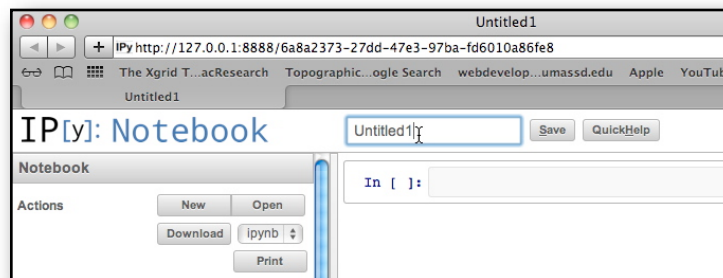 Untitled1
+ IPy http://127.0.0.1:8888/6a8a2373-27dd-47e3-97ba-fd6010a86fe8
The Xgrid T...acResearch Topographic...ogle Search webdevelop...umassd.edu Apple YouTub
Untitled1
IP[y]: Notebook Untitled1 Save QuickHelp
Notebook
In [ ]:
Actions New Open
Download ipynb
Print